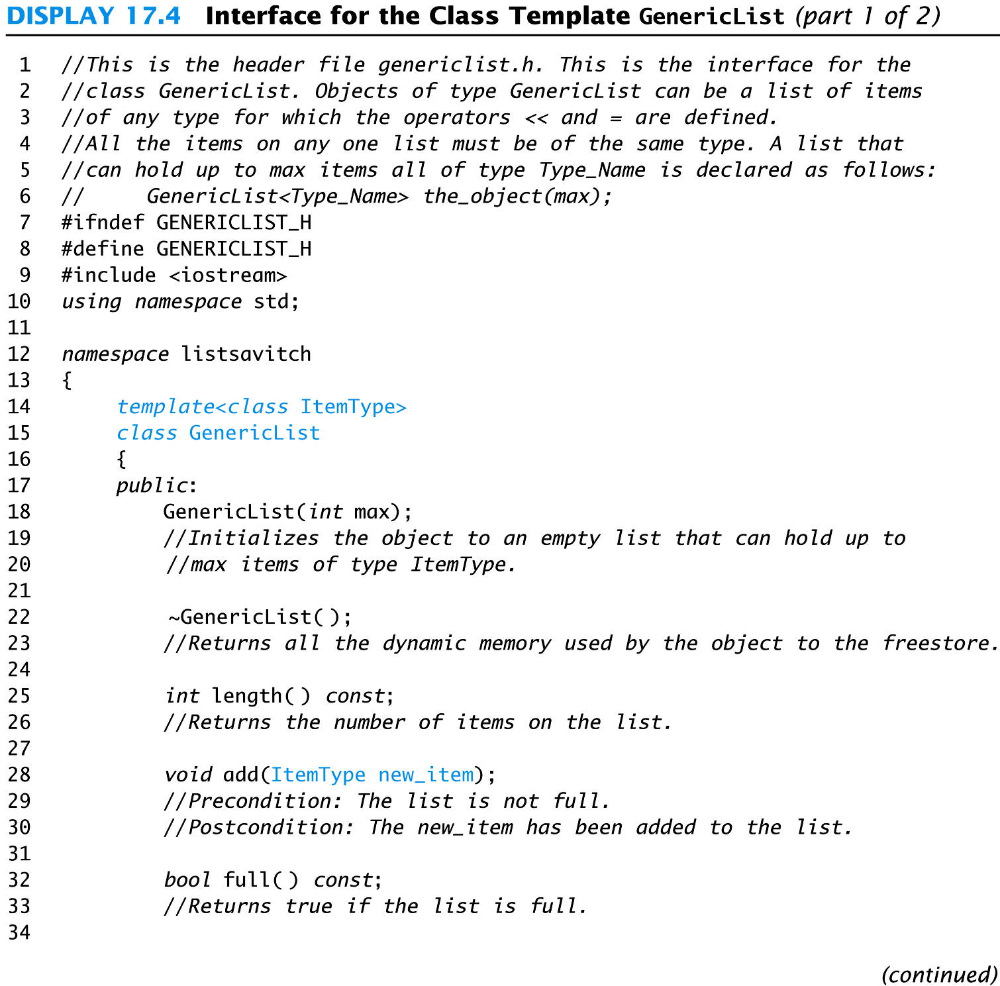 DISPLAY 17.4 Interface for the Class Template GenericList (part 1 of 2)
1 //This is the header file genericlist.h. This is the interface for the
2 //class GenericList. Objects of type GenericList can be a list of items
3 //of any type for which the operators << and = are defined.
4 //All the items on any one list must be of the same type. A list that
5 //can hold up to max items all of type Type_Name is declared as follows:
6 // GenericList<Type_Name> the_object(max);
7 #ifndef GENERICLIST_H
8 #define GENERICLIST_H
9 #include <iostream>
10 using namespace std;
11
12 namespace listsavitch
13 {
14 template<class ItemType>
15 class GenericList
16 {
17 public:
18 GenericList(int max);
19 //Initializes the object to an empty list that can hold up to
20 //max items of type ItemType.
21
22 ~GenericList( );
23 //Returns all the dynamic memory used by the object to the freestore.
24
25 int length( ) const;
26 //Returns the number of items on the list.
27
28 void add(ItemType new_item);
29 //Precondition: The list is not full.
30 //Postcondition: The new_item has been added to the list.
31
32 bool full( ) const;
33 //Returns true if the list is full.
34
(continued)